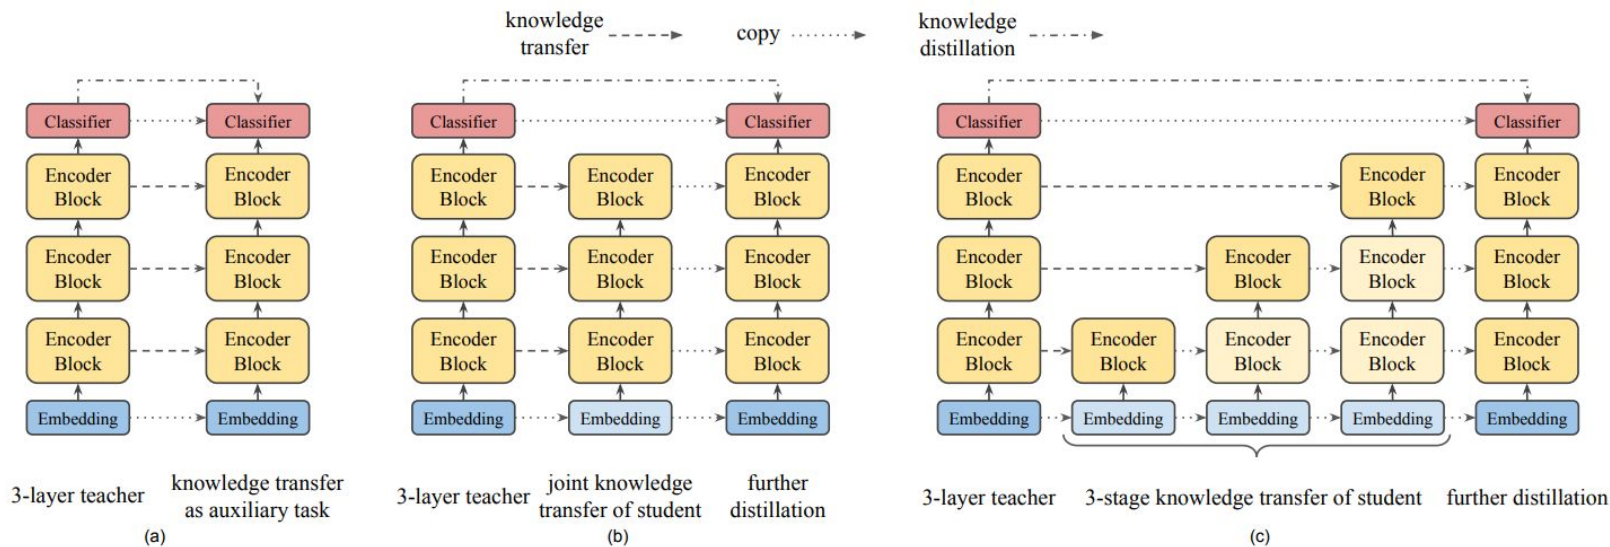 knowledge
transfer
copy
knowledge
distillation
Classifier
Encoder
Block
Encoder
Block
Encoder
Block
Embedding
3-layer teacher
Classifier
Encoder
Block
Encoder
Block
Encoder
Block
Embedding
knowledge transfer
as auxiliary task
(a)
Classifier
Encoder
Block
Encoder
Block
Encoder
Block
Embedding
3-layer teacher
Encoder
Block
Encoder
Block
Encoder
Block
Embedding
joint knowledge
transfer of student
Classifier
Encoder
Block
Encoder
Block
Encoder
Block
Embedding
further
distillation
(b)
Classifier
Encoder
Block
Encoder
Block
Encoder
Block
Embedding
3-layer teacher
Encoder
Block
Embedding
Encoder
Block
Encoder
Block
Embedding
Encoder
Block
Encoder
Block
Encoder
Block
Embedding
3-stage knowledge transfer of student
Classifier
Encoder
Block
Encoder
Block
Encoder
Block
Embedding
further distillation
(c)